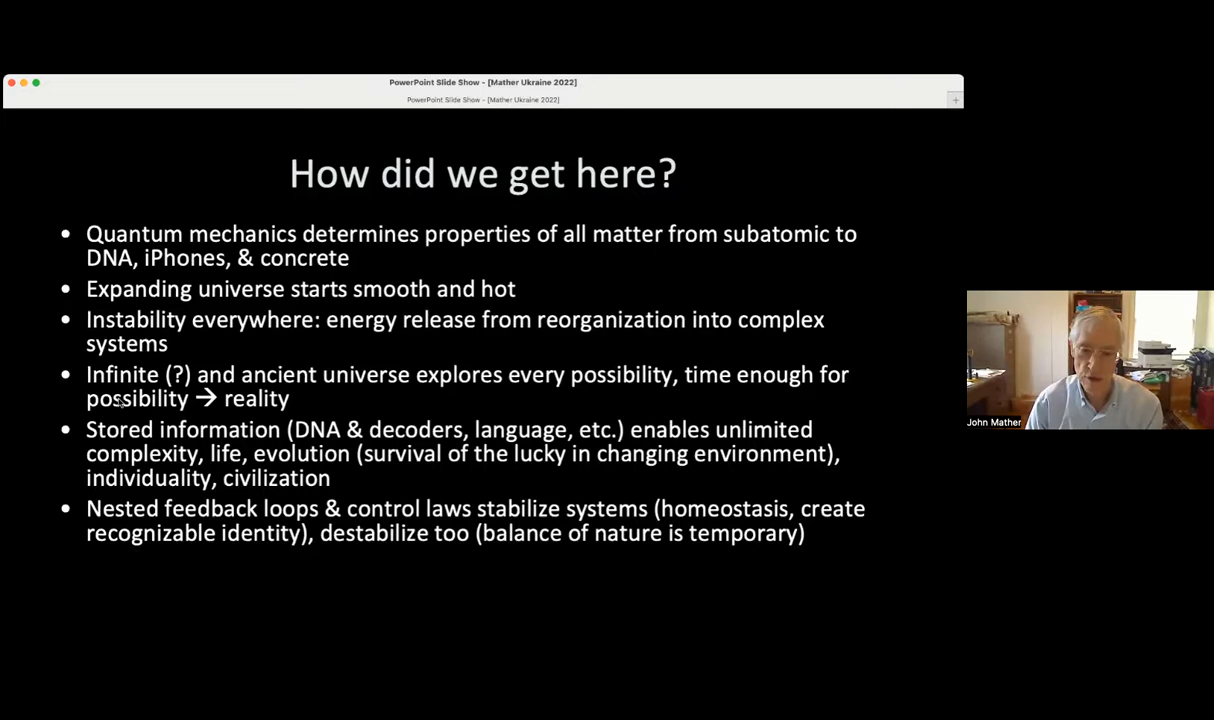 PowerPoint Slide Show - [Mather Ukraine 2022]
PowerPoint Slide Show - [Mather Ukraine 2022]
+
How did we get here?
• Quantum mechanics determines properties of all matter from subatomic to
DNA, iPhones, & concrete
• Expanding universe starts smooth and hot
• Instability everywhere: energy release from reorganization into complex
systems
• Infinite (?) and ancient universe explores every possibility, time enough for
possibility → reality
• Stored information (DNA & decoders, language, etc.) enables unlimited
complexity, life, evolution (survival of the lucky in changing environment),
individuality, civilization
• Nested feedback loops & control laws stabilize systems (homeostasis, create
recognizable identity), destabilize too (balance of nature is temporary)
John Mather